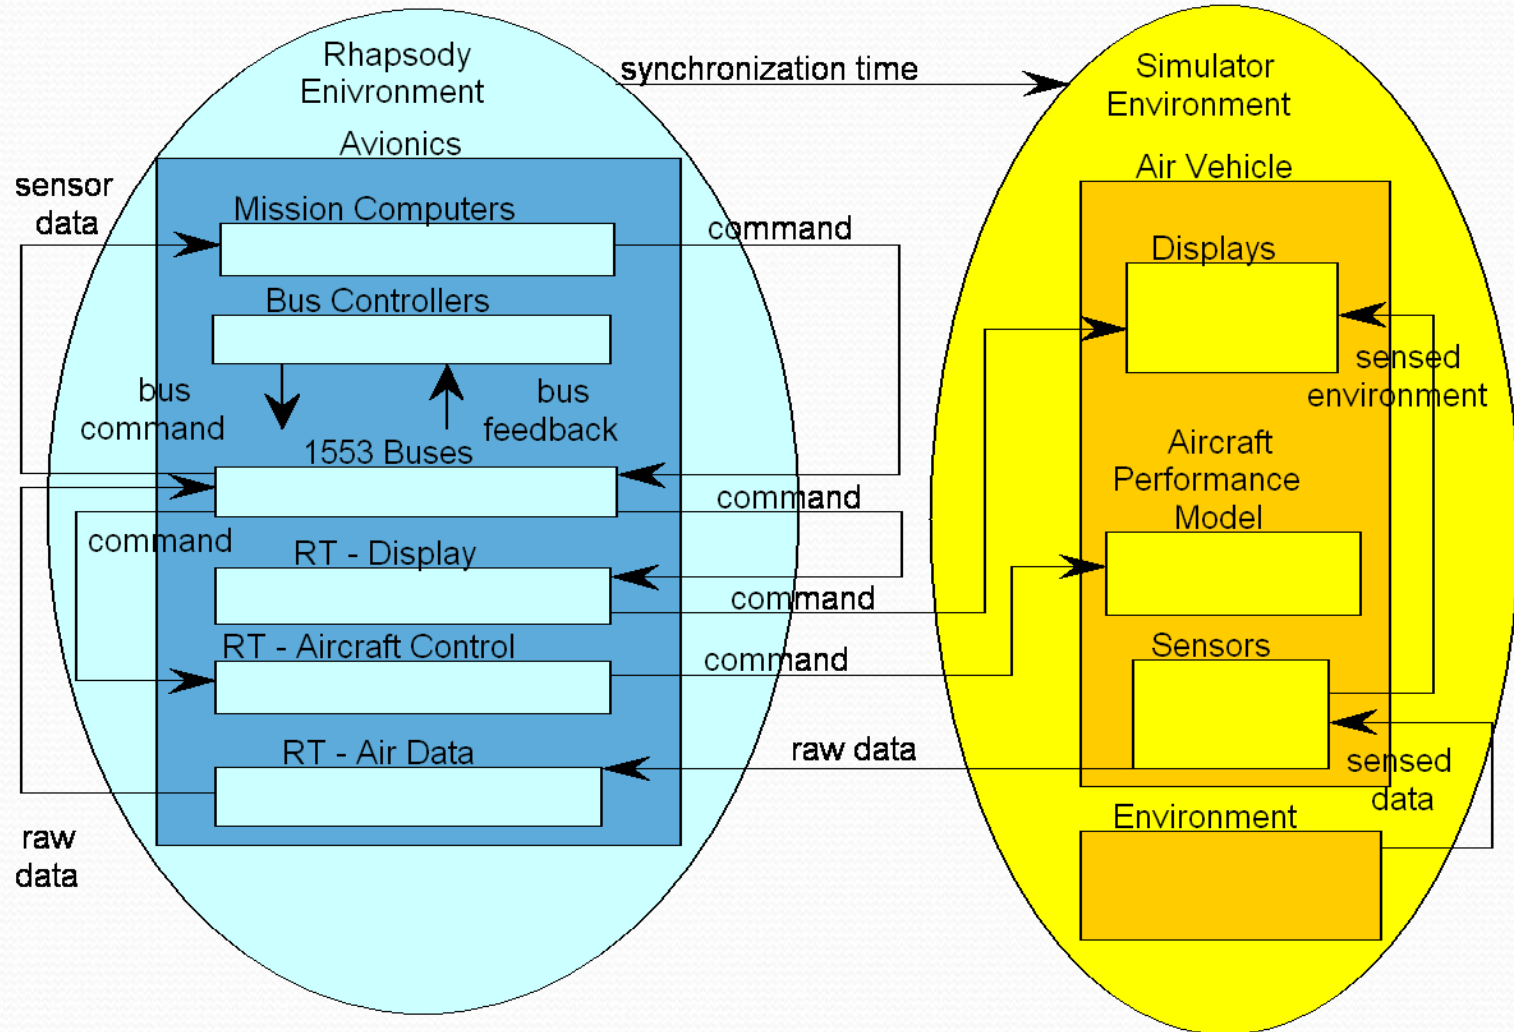 Rhapsody
Enivronment
synchronization time
Simulator
Environment
Avionics
Air Vehicle
sensor
data
Mission Computers
command
Displays
Bus Controllers
sensed
environment
bus
command
bus
feedback
1553 Buses
Aircraft
Performance
Model
command
command
RT - Display
command
RT - Aircraft Control
command
Sensors
RT - Air Data
raw data
sensed
data
Environment
raw
data